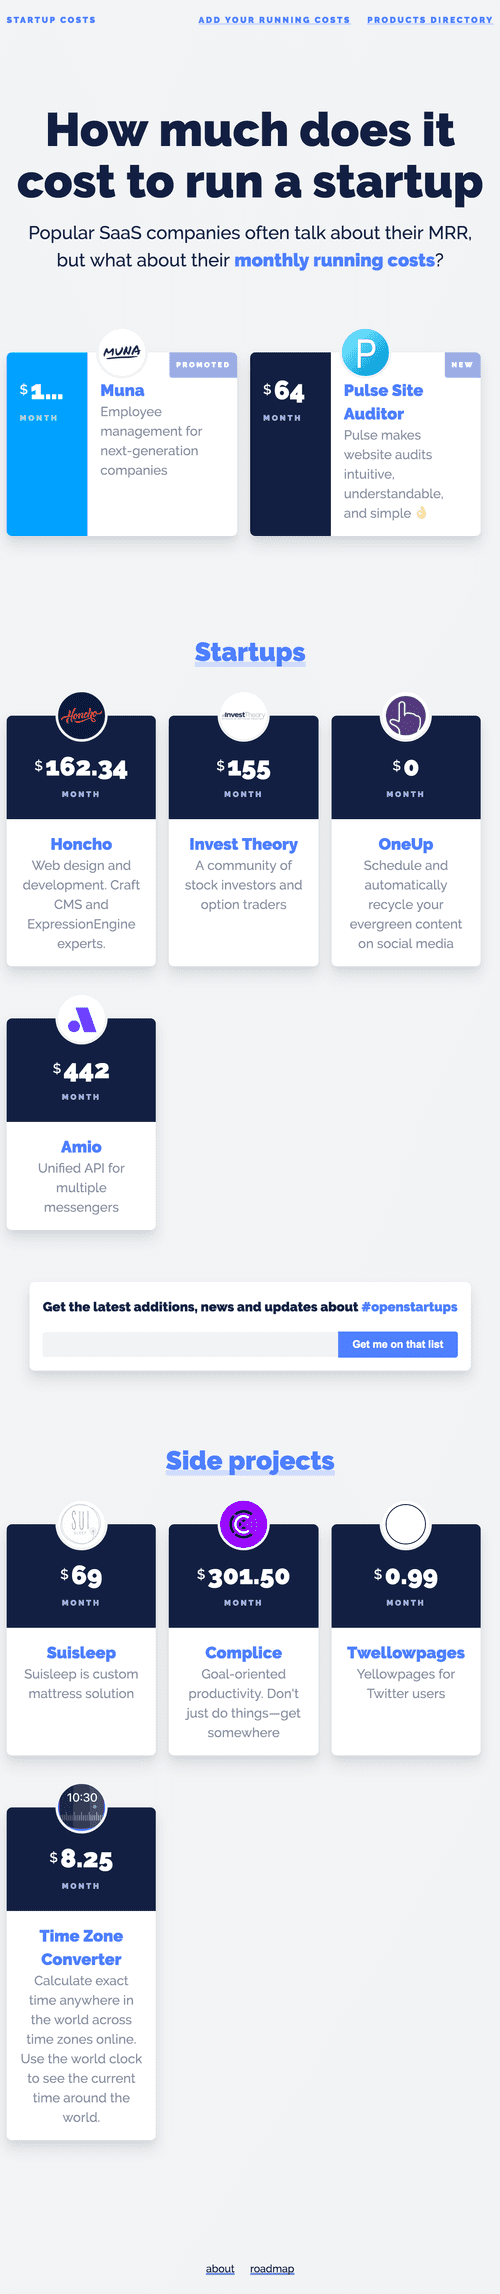 STARTUP COSTS
ADD YOUR RUNNING COSTS
PRODUCTS DIRECTORY
How much does it
cost to run a startup
Popular SaaS companies often talk about their MRR,
but what about their monthly running costs?
MUNA
PROMOTED
$1...
MONTH
Muna
Employee
management for
next-generation
companies
P
NEW
$64
MONTH
Pulse Site
Auditor
Pulse makes
website audits
intuitive,
understandable,
and simple 👌
Startups
Honcho
$162.34
MONTH
Honcho
Web design and
development. Craft
CMS and
ExpressionEngine
experts.
InvestTheory
$155
MONTH
Invest Theory
A community of
stock investors and
option traders
$0
MONTH
OneUp
Schedule and
automatically
recycle your
evergreen content
on social media
$442
MONTH
Amio
Unified API for
multiple
messengers
Get the latest additions, news and updates about #openstartups
Get me on that list
Side projects
SUI
$69
MONTH
Suisleep
Suisleep is custom
mattress solution
C
$301.50
MONTH
Complice
Goal-oriented
productivity. Don't
just do things—get
somewhere
$0.99
MONTH
Twellowpages
Yellowpages for
Twitter users
10:30
$8.25
MONTH
Time Zone
Converter
Calculate exact
time anywhere in
the world across
time zones online.
Use the world clock
to see the current
time around the
world.
about
roadmap